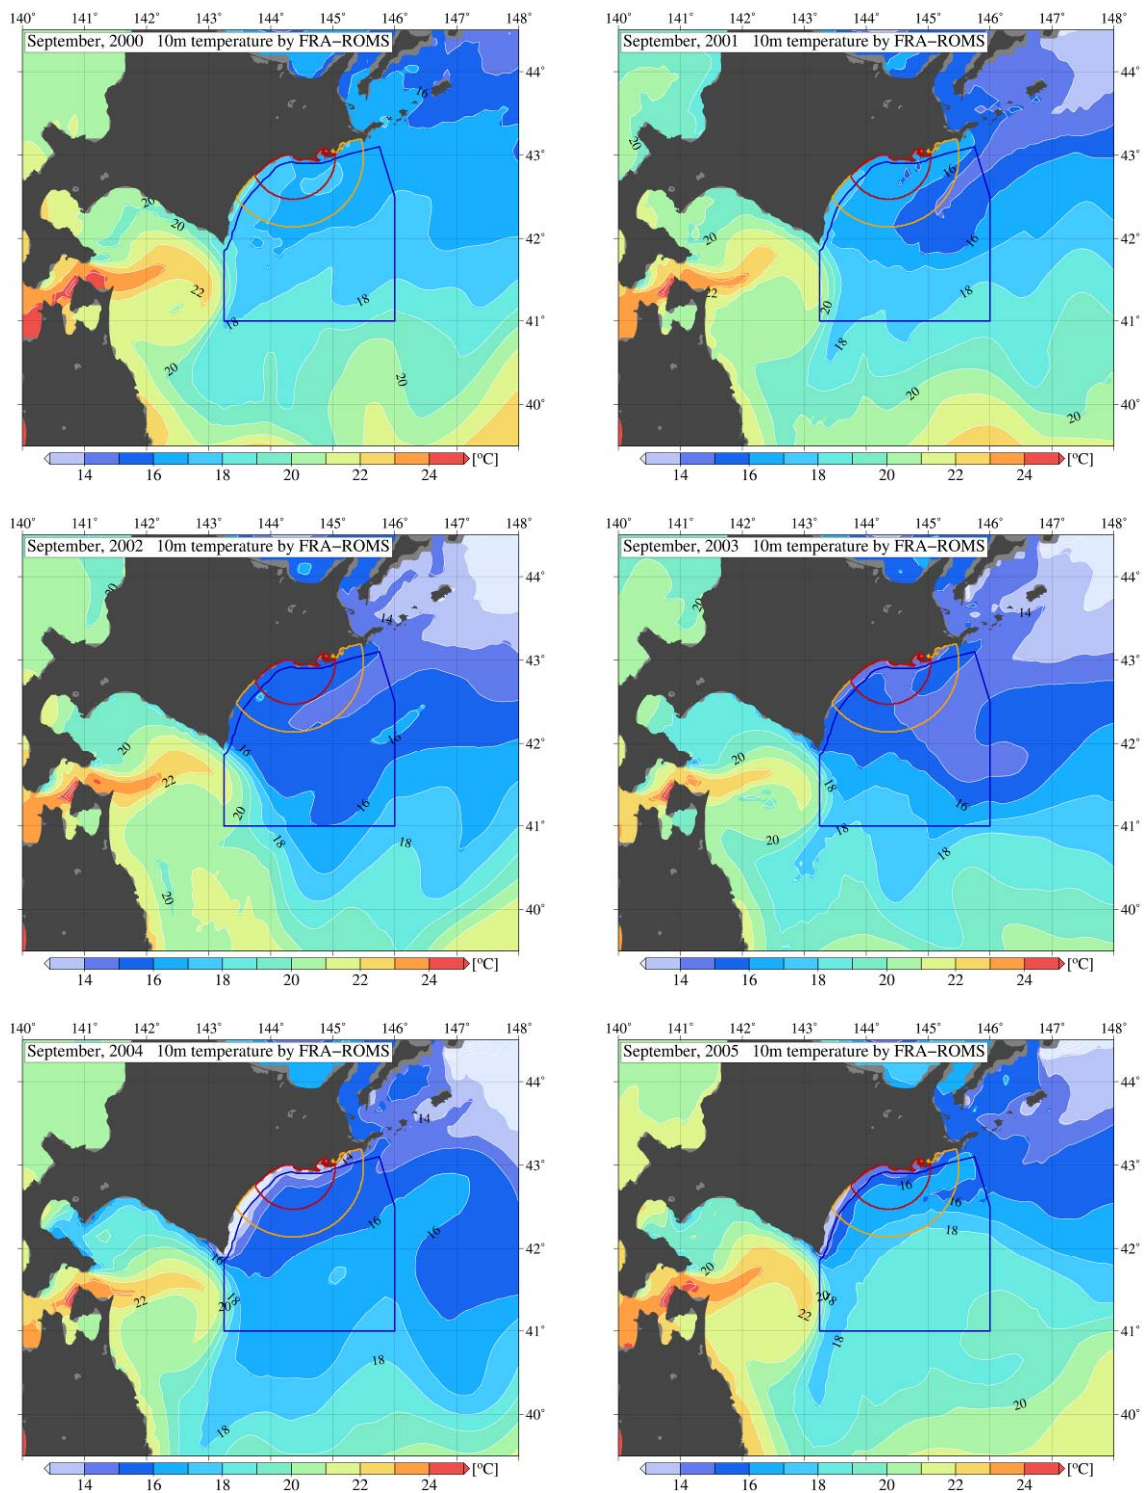 140° 141° 142° 143° 144° 145° 146° 147° 148° 140° 141° 142° 143° 144° 145° 146° 147° 148°
September, 2000 10m temperature by FRA−ROMS September, 2001 10m temperature by FRA−ROMS
44° 44°
16
20
43° 43°
16
20
20 20
42° 42°
16
22 18 18 22
20
41° 41°
18
18
20 20 20
40° 40°
20
14 16 18 20 22 24 [°C] 14 16 18 20 22 24 [°C]
140° 141° 142° 143° 144° 145° 146° 147° 148° 140° 141° 142° 143° 144° 145° 146° 147° 148°
September, 2002 10m temperature by FRA−ROMS September, 2003 10m temperature by FRA−ROMS
44° 44°
20 20
14 14
43° 43°
16
42° 20 16 42°
20
22 18
20 16 16
41° 41°
18 18 20 18 18
20
40° 40°
14 16 18 20 22 24 [°C] 14 16 18 20 22 24 [°C]
140° 141° 142° 143° 144° 145° 146° 147° 148° 140° 141° 142° 143° 144° 145° 146° 147° 148°
September, 2004 10m temperature by FRA−ROMS September, 2005 10m temperature by FRA−ROMS
44° 44°
14
14
43° 43°
16
16 16 16
18
42° 16 42°
20
22 20 18 20 18
22
41° 41°
18
18
18 20
40° 40°
14 16 18 20 22 24 [°C] 14 16 18 20 22 24 [°C]